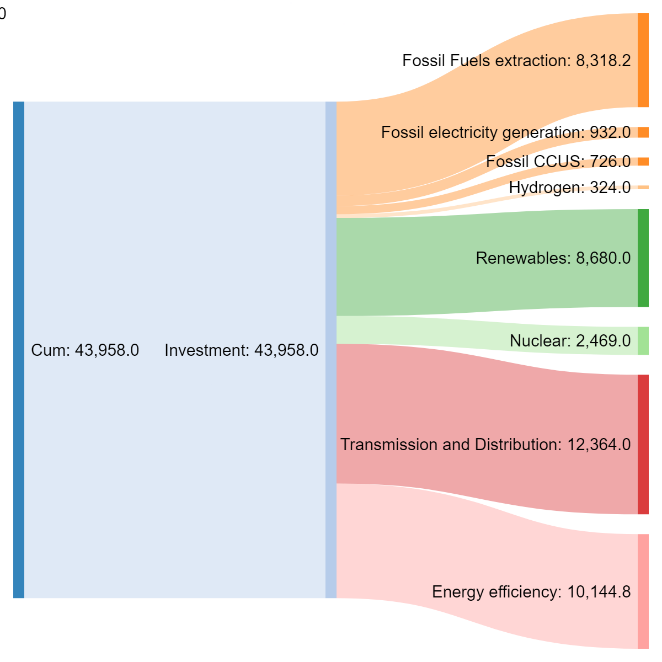 0
Fossil Fuels extraction: 8,318.2
Fossil electricity generation: 932.0
Fossil CCUS: 726.0
Hydrogen: 324.0
Renewables: 8,680.0
Nuclear: 2,469.0
Cum: 43,958.0
Investment: 43,958.0
Transmission and Distribution: 12,364.0
Energy efficiency: 10,144.8